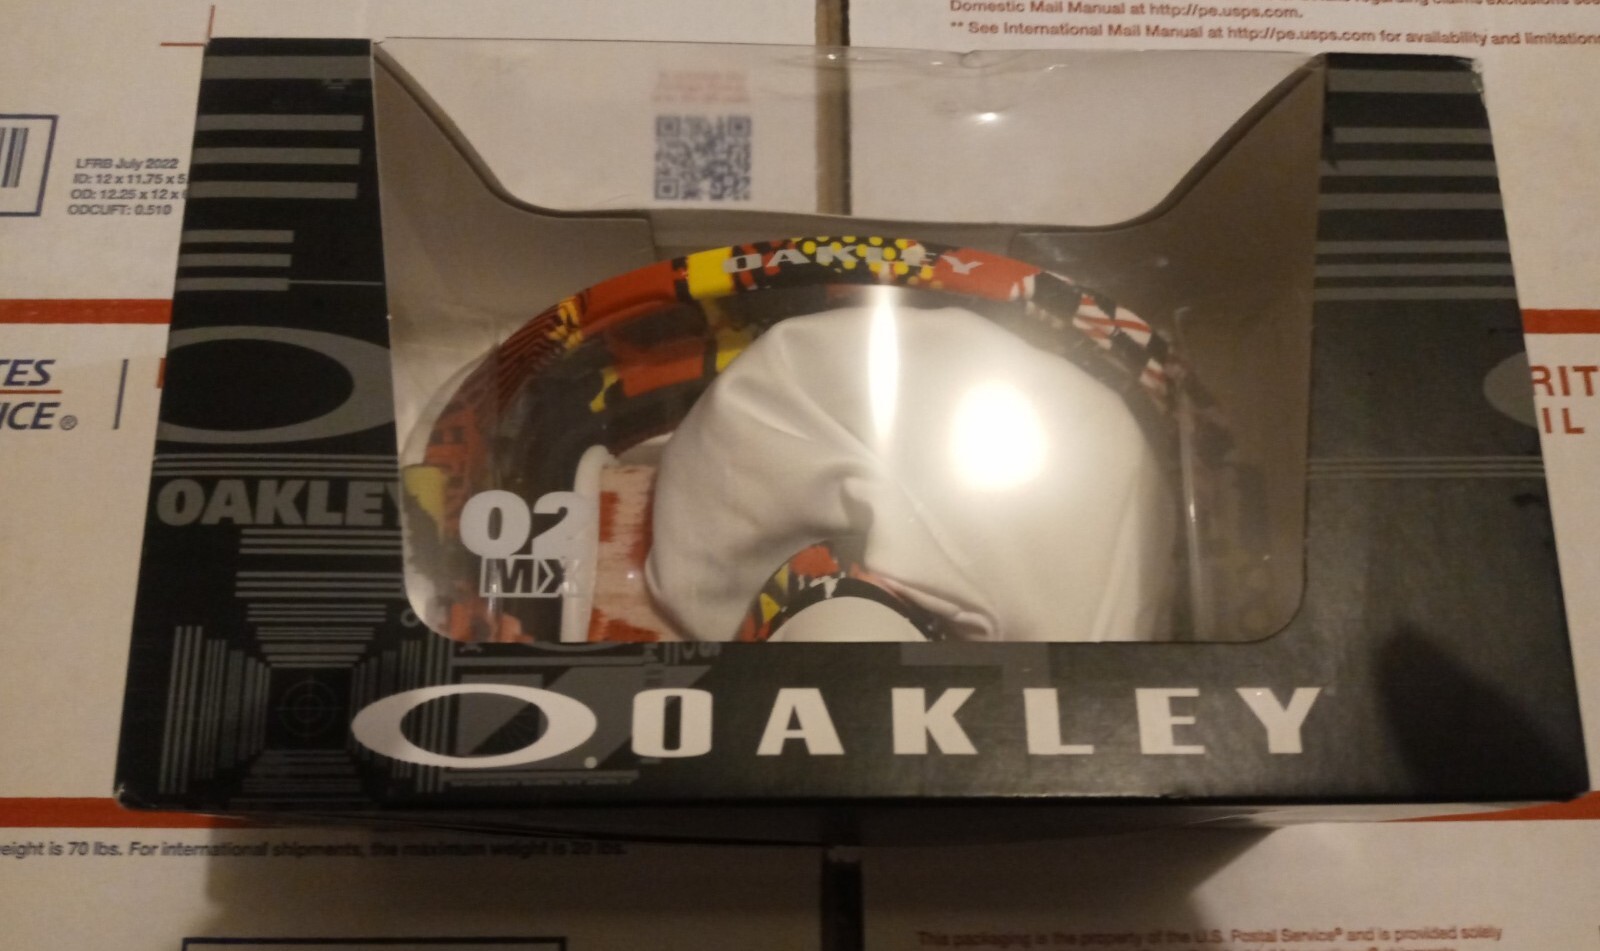 Domestic Mail Manual at http://pe.usps.com.
** See International Mail Manual at http://pe.usps.com for availability and limitations
LFRB July 2022
ID: 12 x 11.75 x 5
OD: 12.25 x 12 x
ODCUFT: 0.510
OAKLEY
TES
ICE®
RIT
IL
OAKLEY
02
MX
OAKLEY
eight is 70 lbs. For international shipments, the maximum weight is 20 lbs.
This packaging is the property of the U.S. Postal Service® and is provided solely